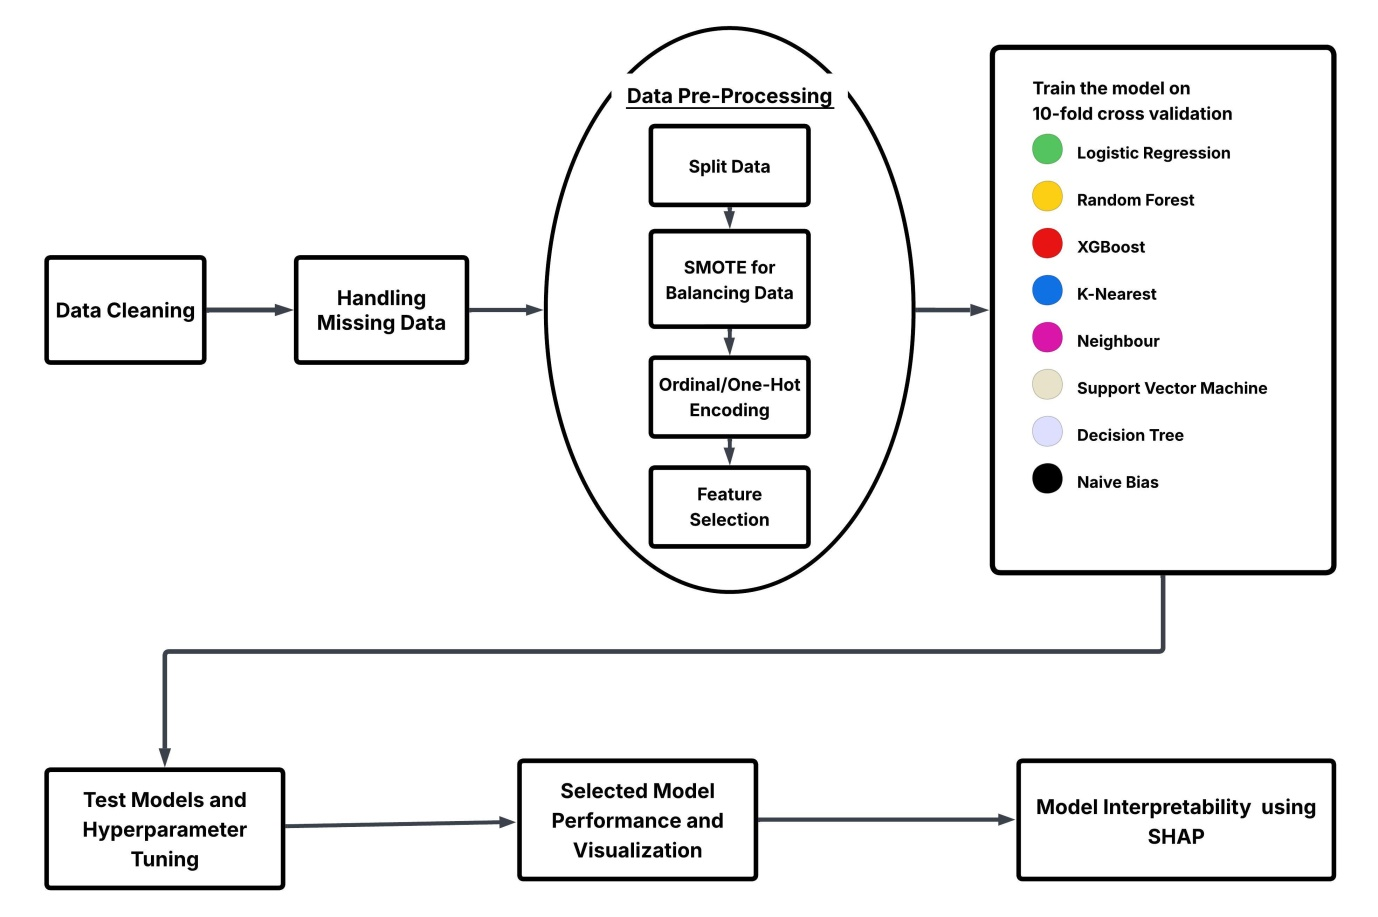 Data Cleaning
Handling
Missing Data
Data Pre-Processing
Split Data
SMOTE for
Balancing Data
Ordinal/One-Hot
Encoding
Feature
Selection
Train the model on
10-fold cross validation
Logistic Regression
Random Forest
XGBoost
K-Nearest
Neighbour
Support Vector Machine
Decision Tree
Naive Bias
Test Models and
Hyperparameter
Tuning
Selected Model
Performance and
Visualization
Model Interpretability using
SHAP